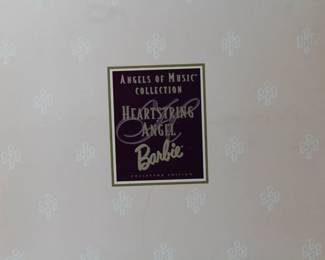 ANGELS OF MUSIC™
COLLECTION
HEARTSTRING
ANGEL
Barbie
COLLECTOR EDITION